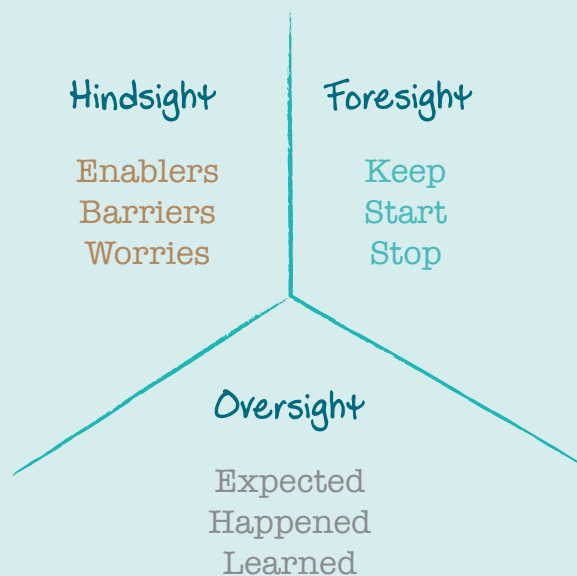 Hindsight
Enablers
Barriers
Worries
Foresight
Keep
Start
Stop
Oversight
Expected
Happened
Learned